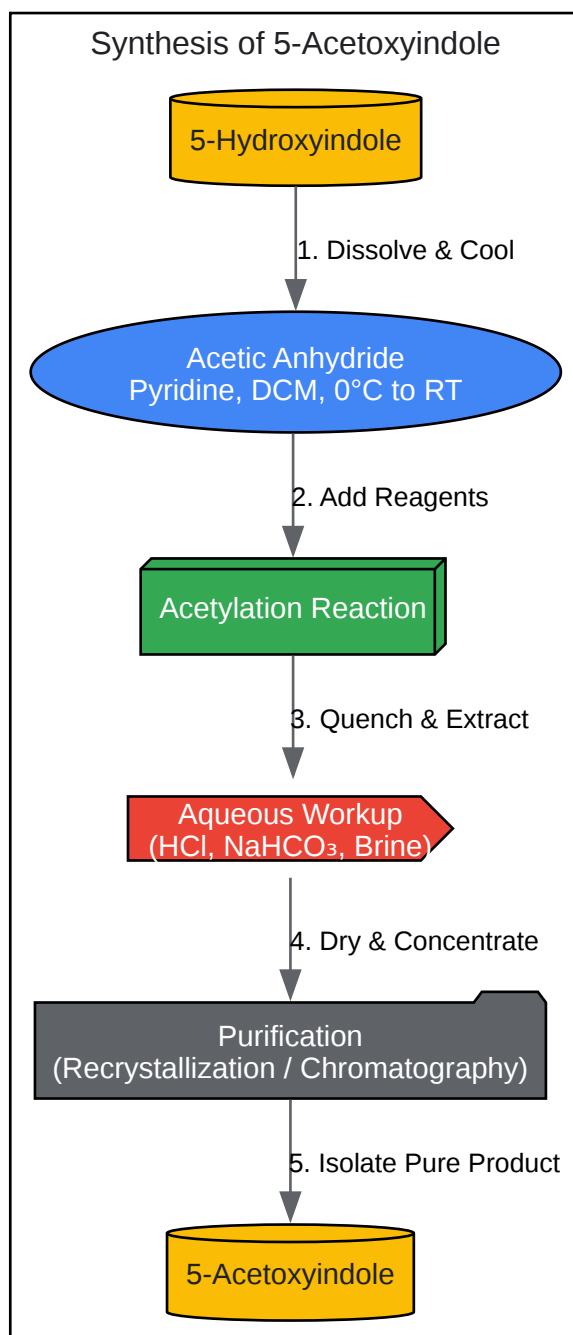 Synthesis of 5-Acetoxyindole
5-Hydroxyindole
1. Dissolve & Cool
Acetic Anhydride
Pyridine, DCM, 0°C to RT
2. Add Reagents
Acetylation Reaction
3. Quench & Extract
Aqueous Workup
(HCl, NaHCO₃, Brine)
4. Dry & Concentrate
Purification
(Recrystallization / Chromatography)
5. Isolate Pure Product
5-Acetoxyindole